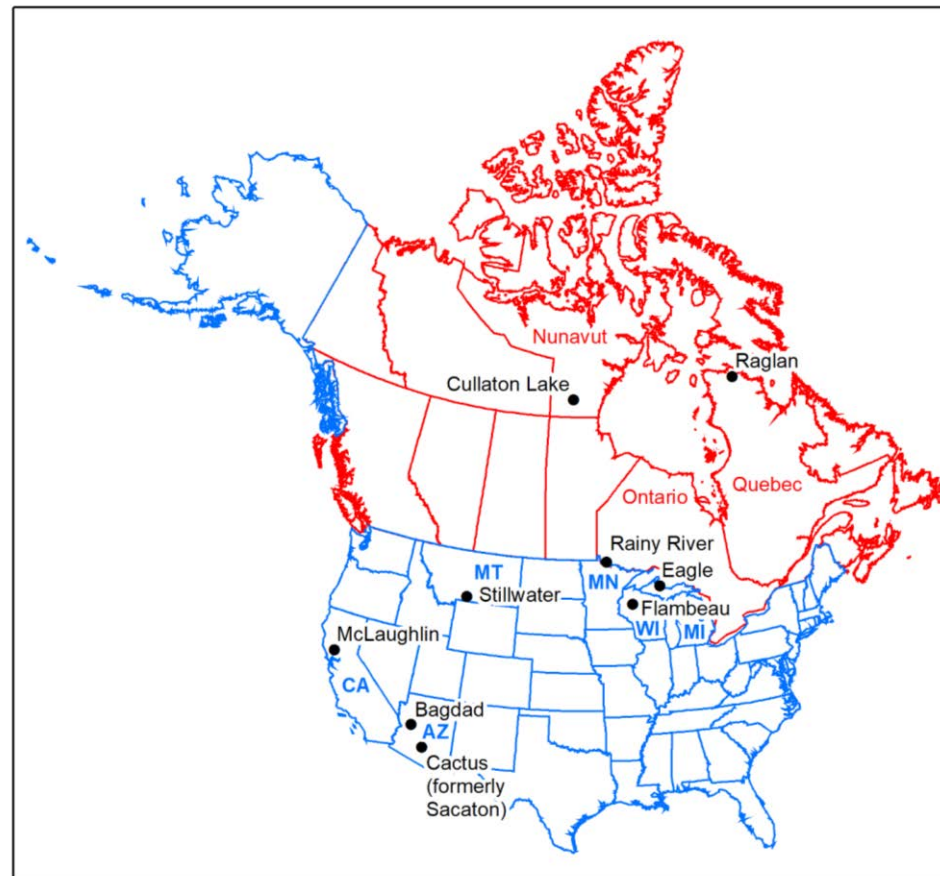 Nunavut
Raglan
Cullaton Lake
Ontario
Quebec
Rainy River
MT
MN
Eagle
Stillwater
Flambeau
WI
MI
McLaughlin
CA
Bagdad
AZ
Cactus
(formerly
Sacaton)